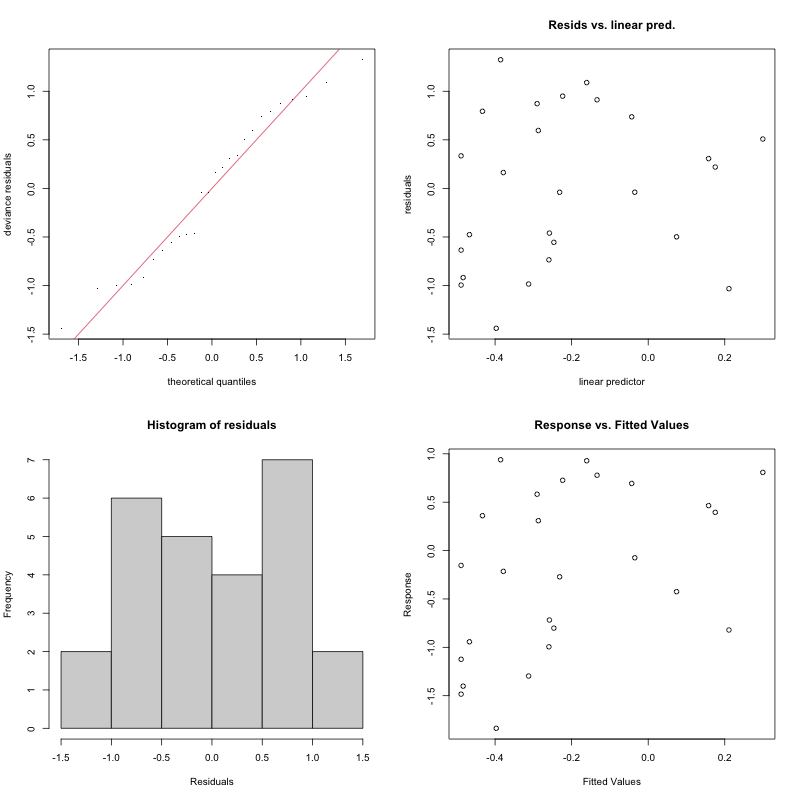 1.0
0.5
0.0
-0.5
-1.0
-1.5
deviance residuals
-1.5 -1.0 -0.5 0.0 0.5 1.0 1.5
theoretical quantiles
Resids vs. linear pred.
1.0
0.5
0.0
-0.5
-1.0
-1.5
residuals
-0.4 -0.2 0.0 0.2
linear predictor
Histogram of residuals
7
6
5
4
3
2
1
0
Frequency
-1.5 -1.0 -0.5 0.0 0.5 1.0 1.5
Residuals
Response vs. Fitted Values
1.0
0.5
0.0
-0.5
-1.0
-1.5
Response
-0.4 -0.2 0.0 0.2
Fitted Values